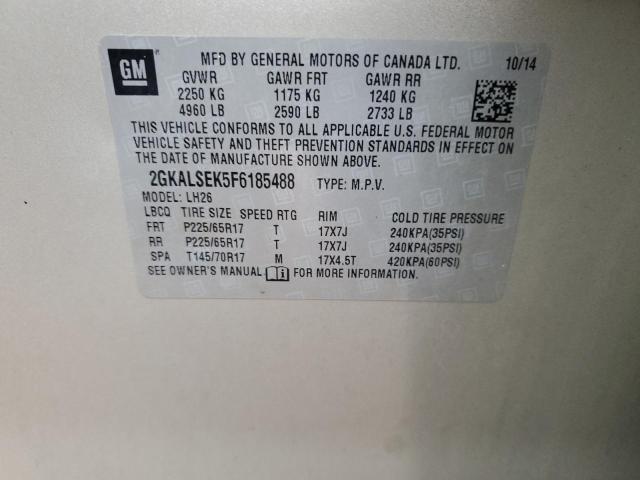 GM
MFD BY GENERAL MOTORS OF CANADA LTD. 10/14
GVWR GAWR FRT GAWR RR
2250 KG 1175 KG 1240 KG
4960 LB 2590 LB 2733 LB
THIS VEHICLE CONFORMS TO ALL APPLICABLE U.S. FEDERAL MOTOR
VEHICLE SAFETY AND THEFT PREVENTION STANDARDS IN EFFECT ON
THE DATE OF MANUFACTURE SHOWN ABOVE.
2GKALSEK5F6185488 TYPE: M.P.V.
MODEL: LH26
LBCQ TIRE SIZE SPEED RTG RIM COLD TIRE PRESSURE
FRT P225/65R17 T 17X7J 240KPA(35PSI)
RR P225/65R17 T 17X7J 240KPA(35PSI)
SPA T145/70R17 M 17X4.5T 420KPA(60PSI)
SEE OWNER'S MANUAL FOR MORE INFORMATION.